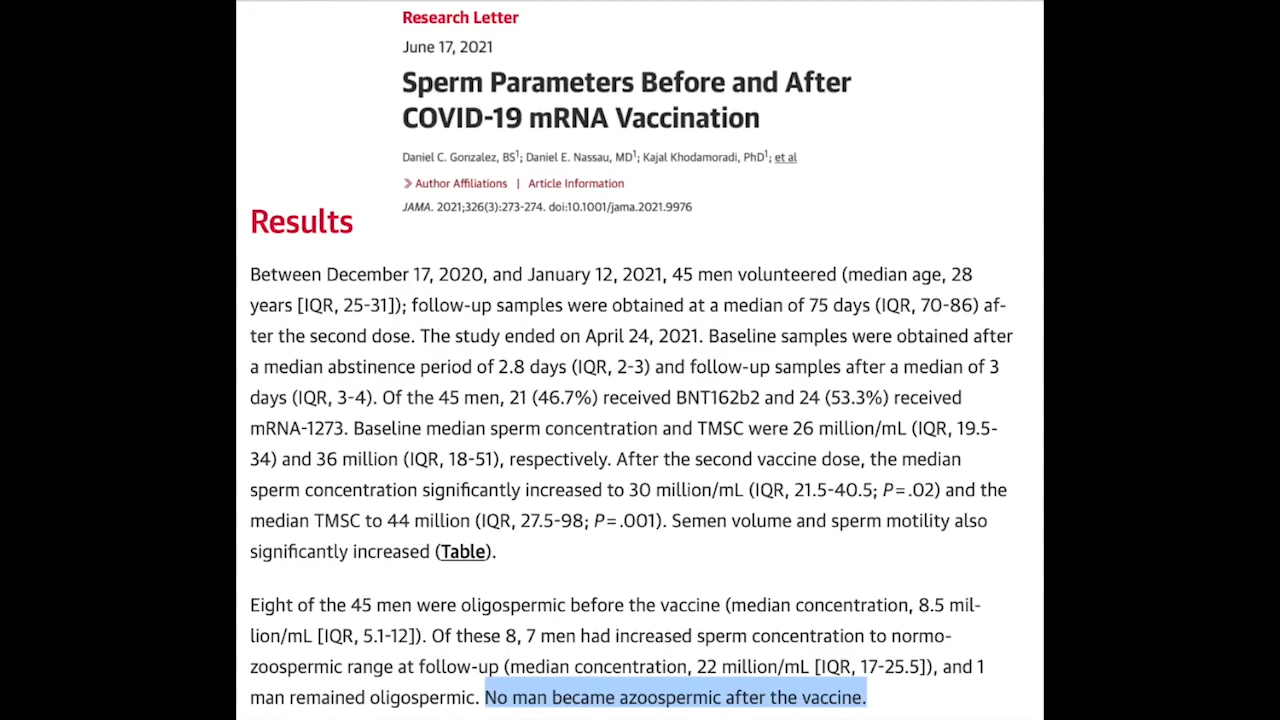 Research Letter
June 17, 2021
Sperm Parameters Before and After
COVID-19 mRNA Vaccination
Daniel C. Gonzalez, BS1; Daniel E. Nassau, MD1; Kajal Khodamoradi, PhD1; et al
» Author Affiliations | Article Information
JAMA. 2021;326(3):273-274. doi:10.1001/jama.2021.9976
Results
Between December 17, 2020, and January 12, 2021, 45 men volunteered (median age, 28
years [IQR, 25-31]); follow-up samples were obtained at a median of 75 days (IQR, 70-86) af-
ter the second dose. The study ended on April 24, 2021. Baseline samples were obtained after
a median abstinence period of 2.8 days (IQR, 2-3) and follow-up samples after a median of 3
days (IQR, 3-4). Of the 45 men, 21 (46.7%) received BNT162b2 and 24 (53.3%) received
mRNA-1273. Baseline median sperm concentration and TMSC were 26 million/mL (IQR, 19.5-
34) and 36 million (IQR, 18-51), respectively. After the second vaccine dose, the median
sperm concentration significantly increased to 30 million/mL (IQR, 21.5-40.5; P=.02) and the
median TMSC to 44 million (IQR, 27.5-98; P=.001). Semen volume and sperm motility also
significantly increased (Table).
Eight of the 45 men were oligospermic before the vaccine (median concentration, 8.5 mil-
lion/mL [IQR, 5.1-12]). Of these 8, 7 men had increased sperm concentration to normo-
zoospermic range at follow-up (median concentration, 22 million/mL [IQR, 17-25.5]), and 1
man remained oligospermic. No man became azoospermic after the vaccine.